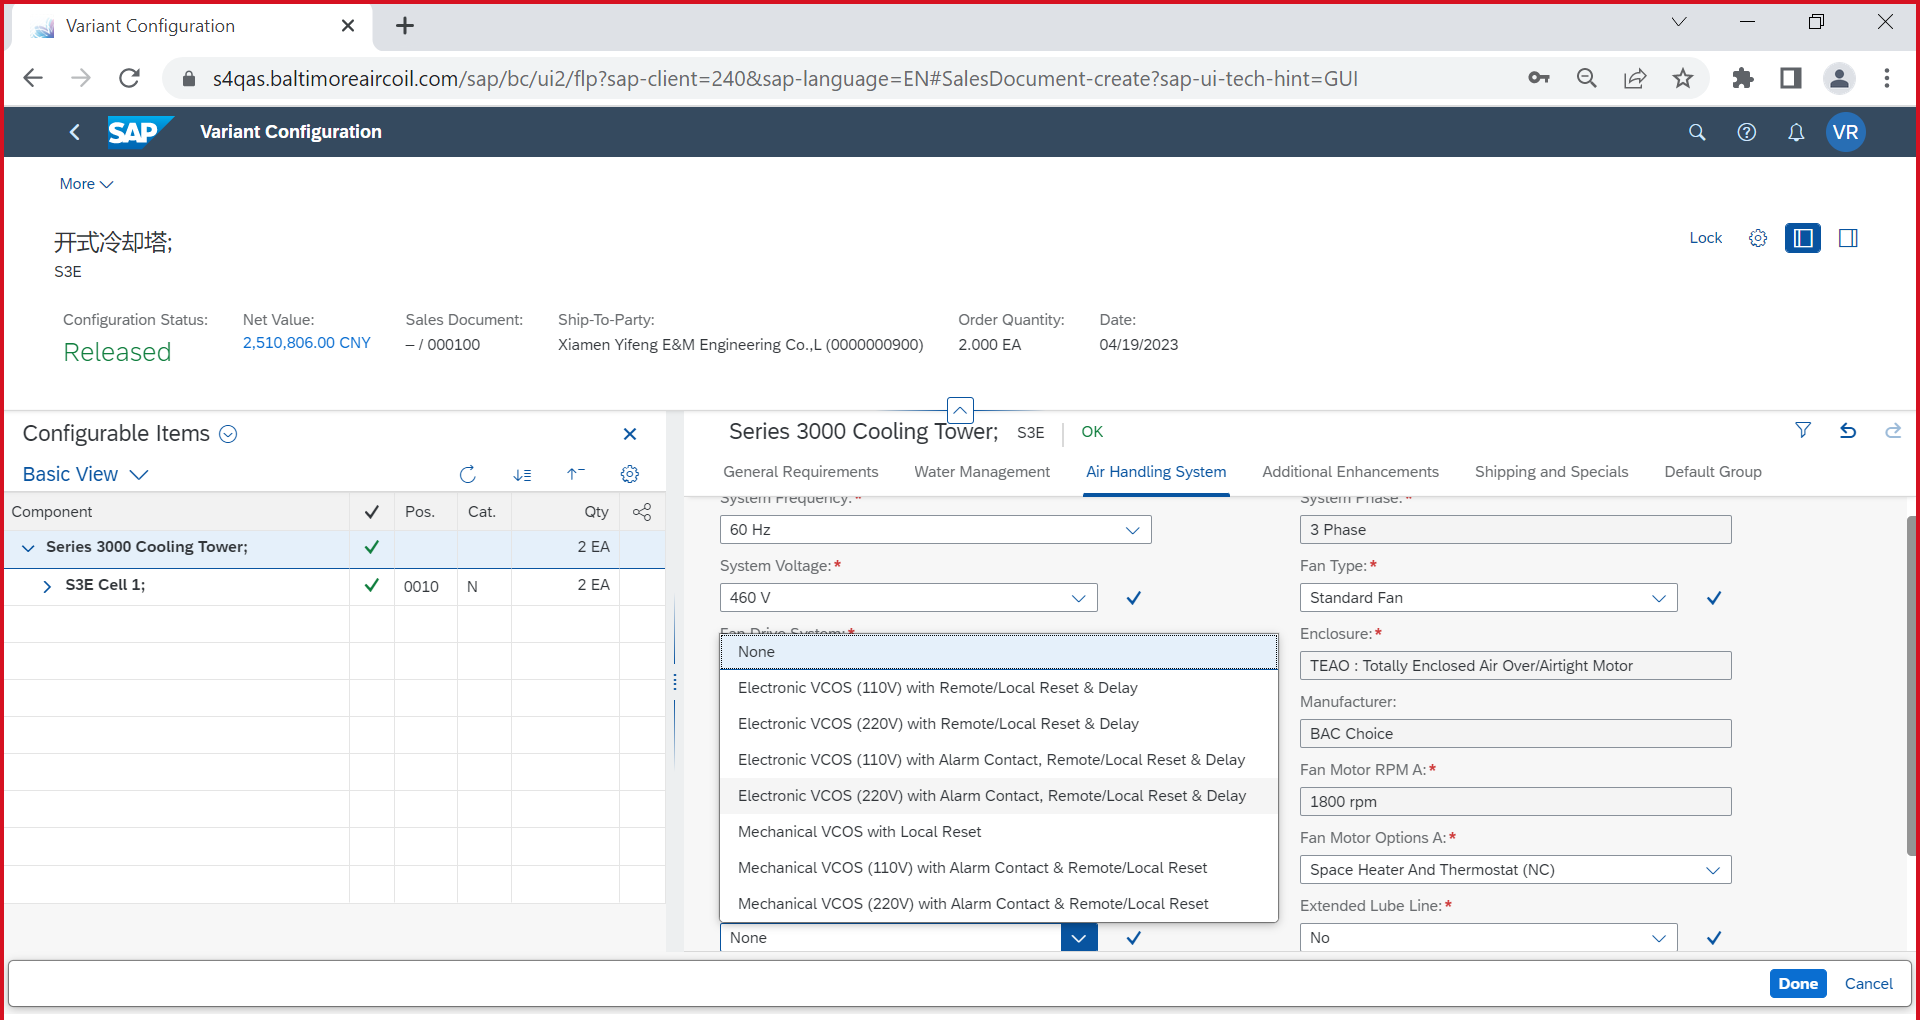 Variant Configuration
s4qas.baltimoreaircoil.com/sap/bc/ui2/flp?sap-client=240&sap-language=EN#SalesDocument-create?sap-ui-tech-hint=GUI
SAP Variant Configuration VR
More
开式冷却塔;
S3E
Lock
Configuration Status: Net Value: Sales Document: Ship-To-Party: Order Quantity: Date:
Released 2,510,806.00 CNY – / 000100 Xiamen Yifeng E&M Engineering Co.,L (0000000900) 2.000 EA 04/19/2023
Configurable Items
Basic View
Component Pos. Cat. Qty
Series 3000 Cooling Tower; 2 EA
S3E Cell 1; 0010 N 2 EA
Series 3000 Cooling Tower; S3E OK
General Requirements Water Management Air Handling System Additional Enhancements Shipping and Specials Default Group
System Frequency:* System Phase:*
60 Hz 3 Phase
System Voltage:* Fan Type:*
460 V Standard Fan
Fan Drive System:* Enclosure:*
None
Electronic VCOS (110V) with Remote/Local Reset & Delay
Electronic VCOS (220V) with Remote/Local Reset & Delay
Electronic VCOS (110V) with Alarm Contact, Remote/Local Reset & Delay
Electronic VCOS (220V) with Alarm Contact, Remote/Local Reset & Delay
Mechanical VCOS with Local Reset
Mechanical VCOS (110V) with Alarm Contact & Remote/Local Reset
Mechanical VCOS (220V) with Alarm Contact & Remote/Local Reset
None
TEAO : Totally Enclosed Air Over/Airtight Motor
Manufacturer:
BAC Choice
Fan Motor RPM A:*
1800 rpm
Fan Motor Options A:*
Space Heater And Thermostat (NC)
Extended Lube Line:*
No
Done Cancel